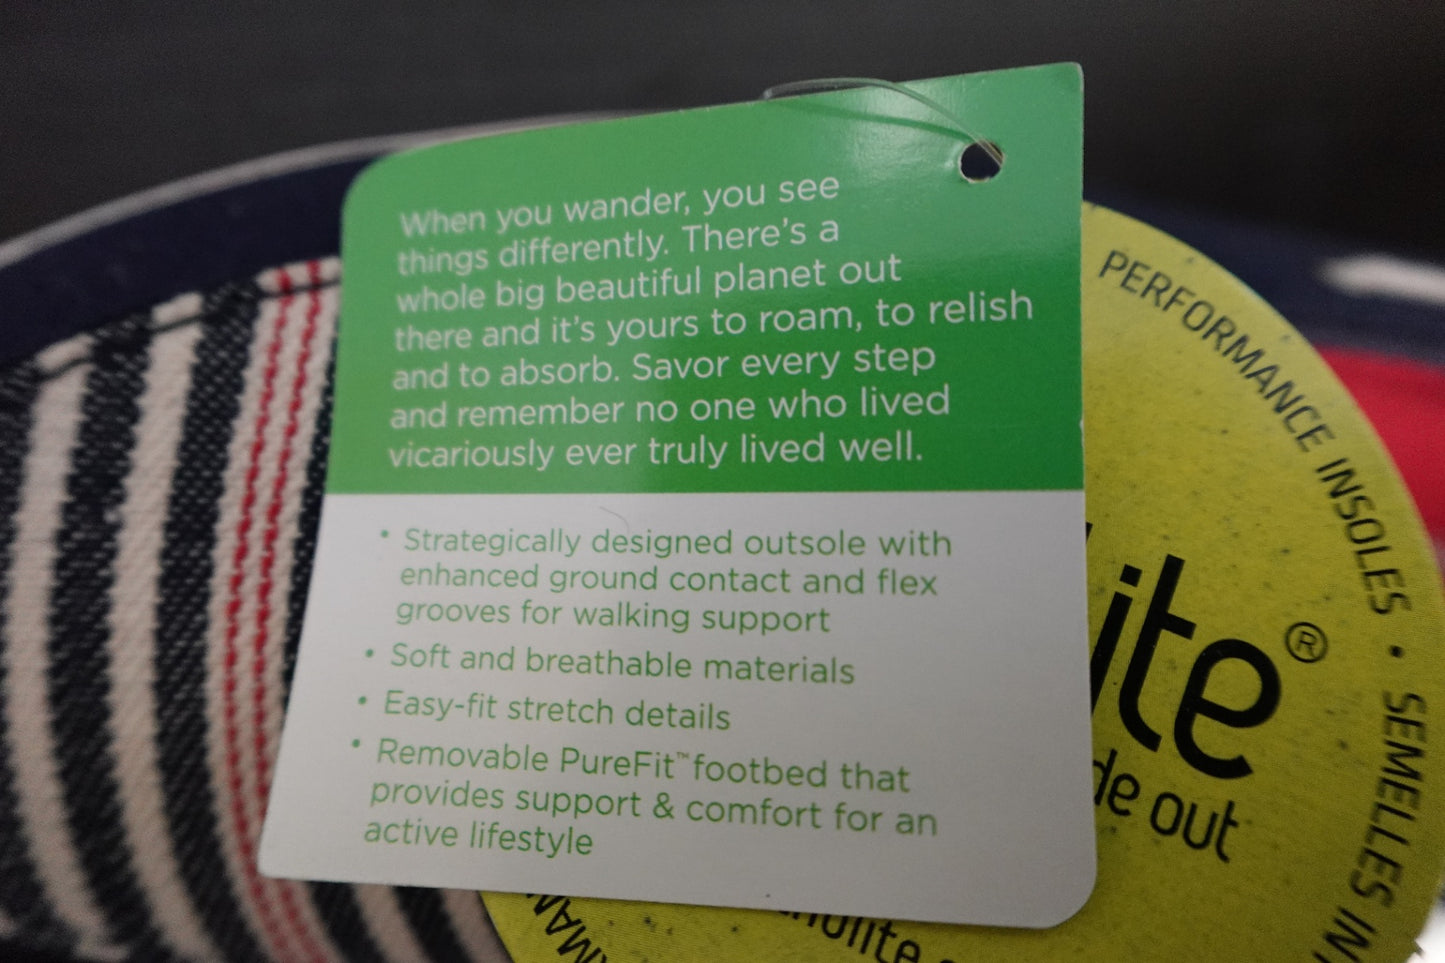 When you wander, you see
things differently. There's a
whole big beautiful planet out
there and it's yours to roam, to relish
and to absorb. Savor every step
and remember no one who lived
vicariously ever truly lived well.
• Strategically designed outsole with
enhanced ground contact and flex
grooves for walking support
• Soft and breathable materials
• Easy-fit stretch details
• Removable PureFit™ footbed that
provides support & comfort for an
active lifestyle
PERFORMANCE INSOLES • SEMELLES IN
lite®
de out